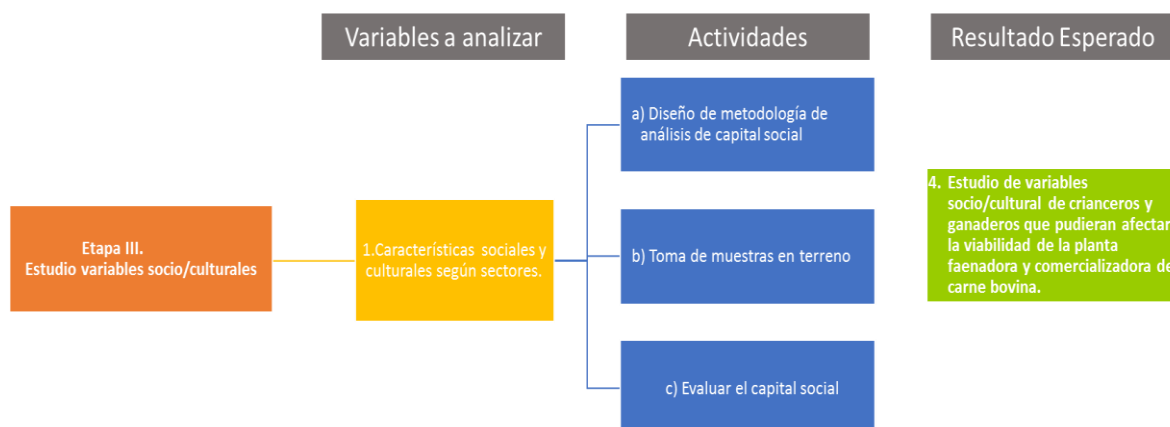 Variables a analizar
Actividades
Resultado Esperado
Etapa III.
Estudio variables socio/culturales
1.Características sociales y
culturales según sectores.
a) Diseño de metodología de
análisis de capital social
b) Toma de muestras en terreno
c) Evaluar el capital social
4. Estudio de variables
socio/cultural de crianceros y
ganaderos que pudieran afectar
la viabilidad de la planta
faenadora y comercializadora de
carne bovina.